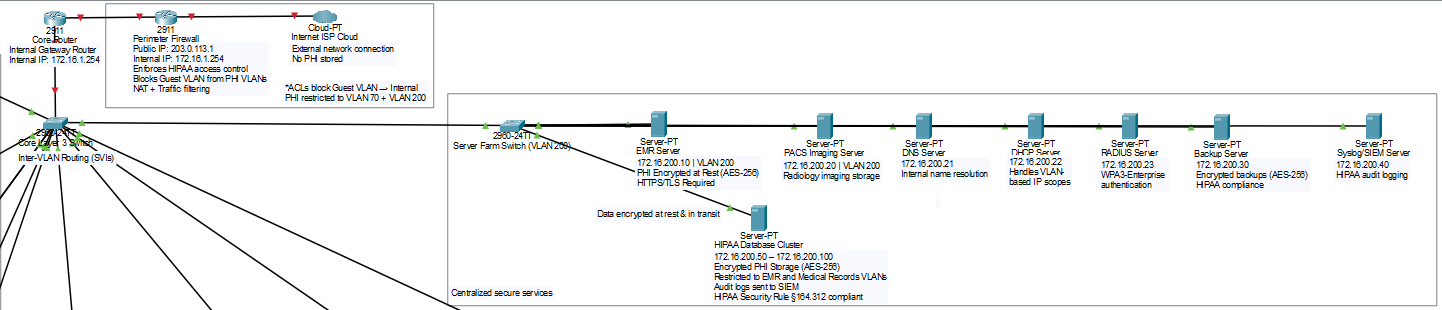 2911
Core Router
Internal Gateway Router
Internal IP: 172.16.1.254
2911
Perimeter Firewall
Public IP: 203.0.113.1
Internal IP: 172.16.1.254
Enforces HIPAA access control
Blocks Guest VLAN from PHI VLANs
NAT + Traffic filtering
Cloud-PT
Internet ISP Cloud
External network connection
No PHI stored
*ACLs block Guest VLAN → Internal
PHI restricted to VLAN 70 + VLAN 200
Core Layer 3 Switch
Inter-VLAN Routing (SVIs)
2960-24TT
Server Farm Switch (VLAN 200)
Server-PT
EMR Server
172.16.200.10 | VLAN 200
PHI Encrypted at Rest (AES-256)
HTTPS/TLS Required
Server-PT
PACS Imaging Server
172.16.200.20 | VLAN 200
Radiology imaging storage
Server-PT
DNS Server
172.16.200.21
Internal name resolution
Server-PT
DHCP Server
172.16.200.22
Handles VLAN-
based IP scopes
Server-PT
RADIUS Server
172.16.200.23
WPA3-Enterprise
authentication
Server-PT
Backup Server
172.16.200.30
Encrypted backups (AES-256)
HIPAA compliance
Server-PT
Syslog/SIEM Server
172.16.200.40
HIPAA audit logging
Data encrypted at rest & in transit
Server-PT
HIPAA Database Cluster
172.16.200.50 – 172.16.200.100
Encrypted PHI Storage (AES-256)
Restricted to EMR and Medical Records VLANs
Audit logs sent to SIEM
HIPAA Security Rule §164.312 compliant
Centralized secure services